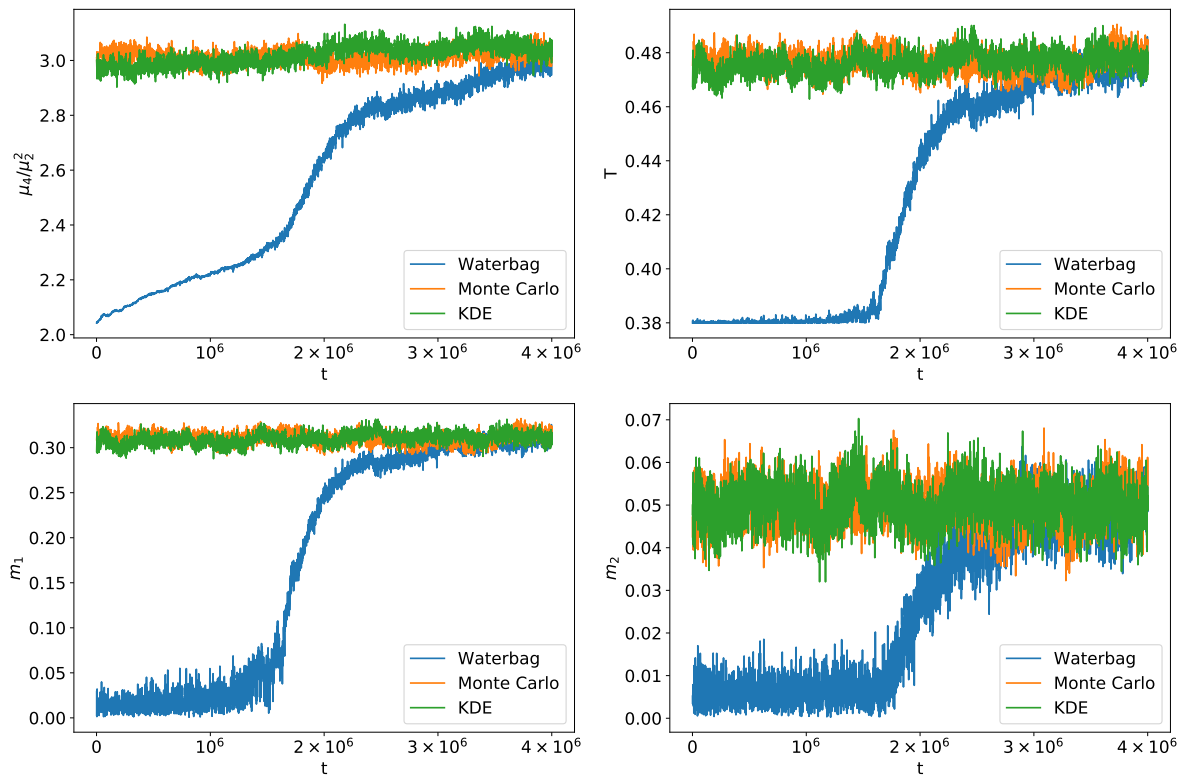 3.0
2.8
2.6
2.4
2.2
2.0
μ₄/μ₂²
0
10⁶
2 × 10⁶
3 × 10⁶
4 × 10⁶
t
Waterbag
Monte Carlo
KDE
0.48
0.46
0.44
0.42
0.40
0.38
T
0
10⁶
2 × 10⁶
3 × 10⁶
4 × 10⁶
t
Waterbag
Monte Carlo
KDE
0.30
0.25
0.20
0.15
0.10
0.05
0.00
m₁
0
10⁶
2 × 10⁶
3 × 10⁶
4 × 10⁶
t
Waterbag
Monte Carlo
KDE
0.07
0.06
0.05
0.04
0.03
0.02
0.01
0.00
m₂
0
10⁶
2 × 10⁶
3 × 10⁶
4 × 10⁶
t
Waterbag
Monte Carlo
KDE